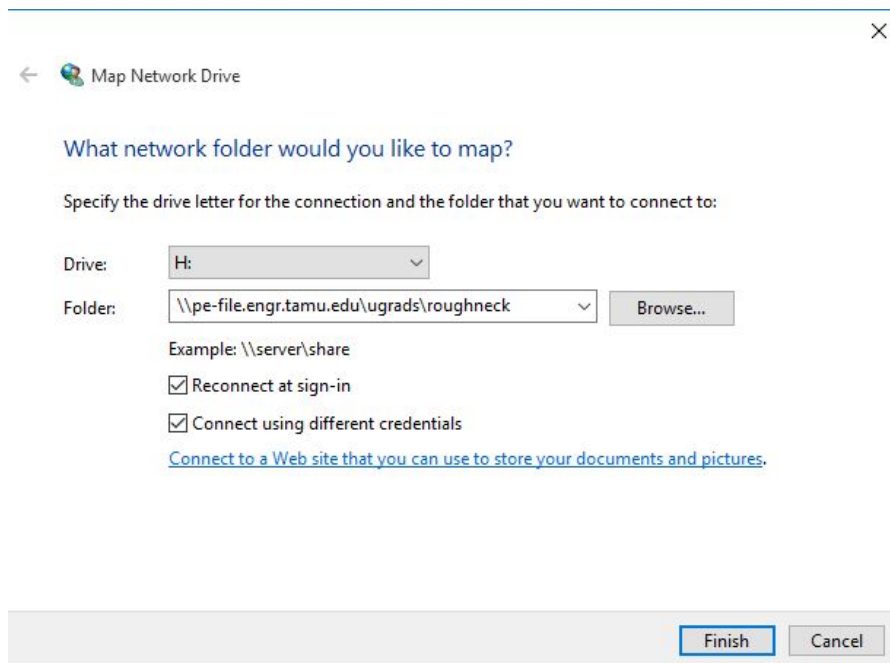 Map Network Drive
What network folder would you like to map?
Specify the drive letter for the connection and the folder that you want to connect to:
Drive: H:
Folder: \\pe-file.engr.tamu.edu\ugrads\roughneck Browse...
Example: \\server\share
Reconnect at sign-in
Connect using different credentials
Connect to a Web site that you can use to store your documents and pictures.
Finish Cancel